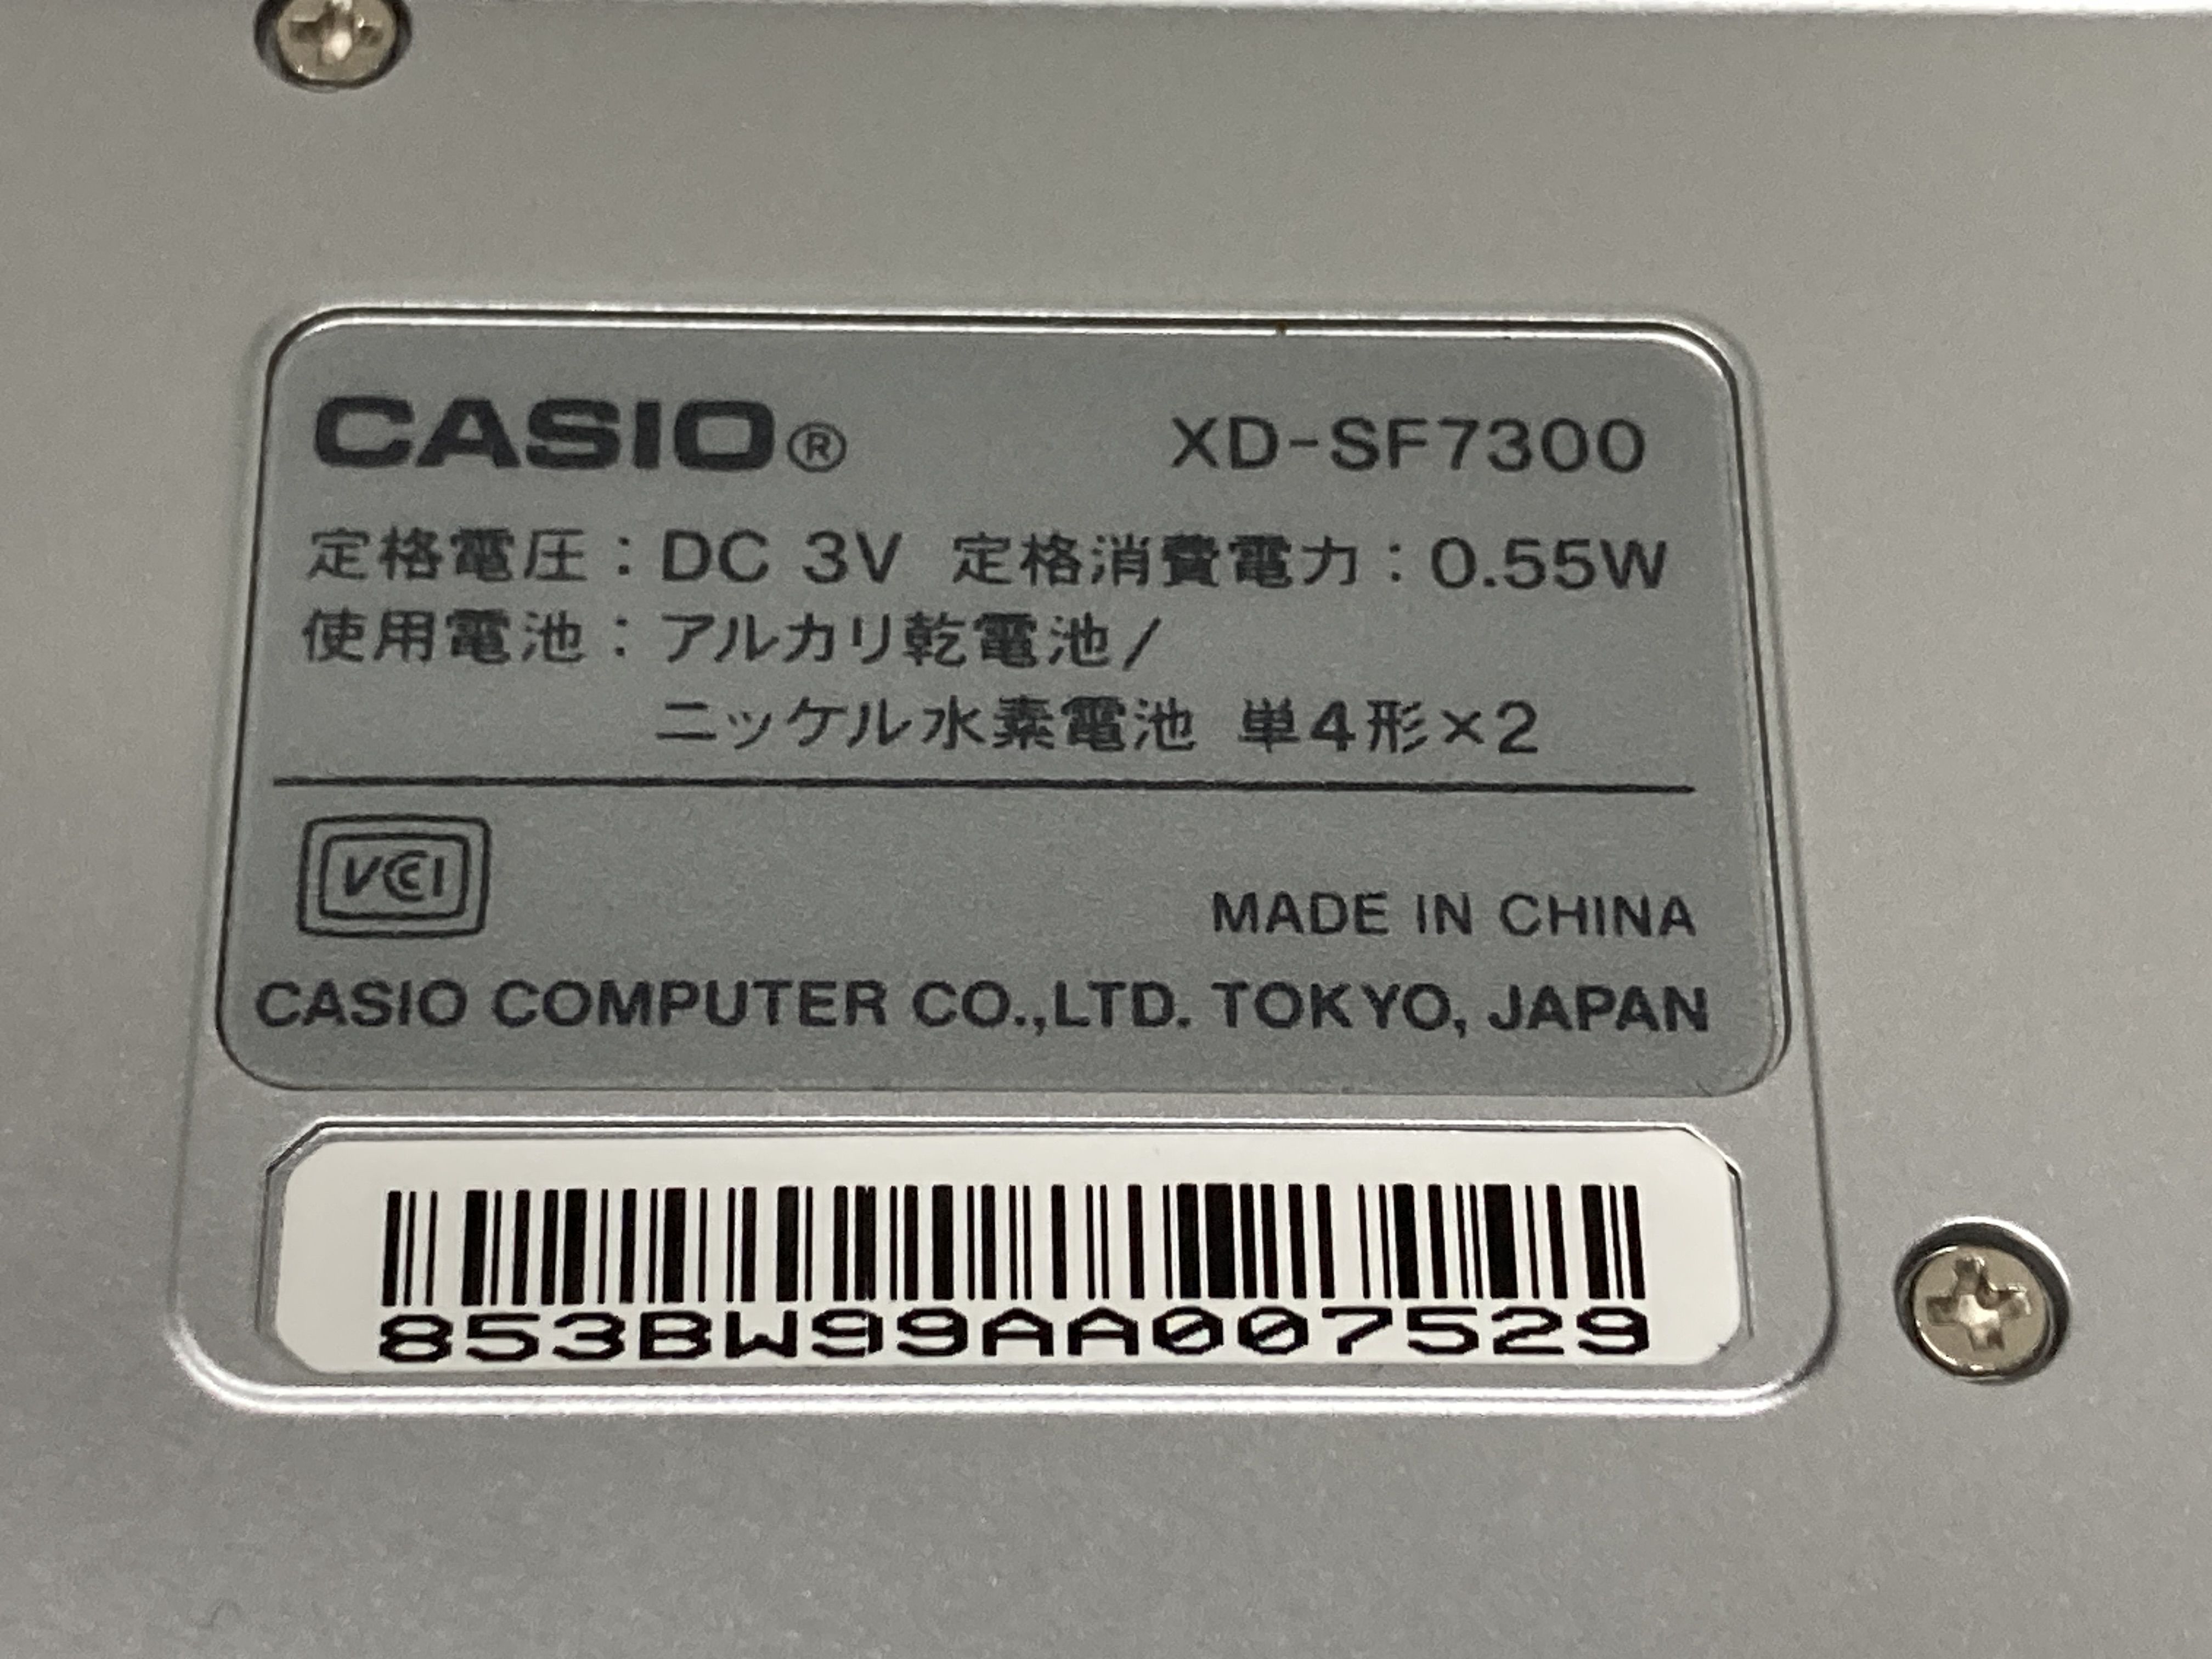 CASIO® XD-SF7300
定格電圧：DC 3V 定格消費電力：0.55W
使用電池：アルカリ乾電池/
ニッケル水素電池 単4形×2
VCCI
MADE IN CHINA
CASIO COMPUTER CO.,LTD. TOKYO, JAPAN
853BW99AA007529